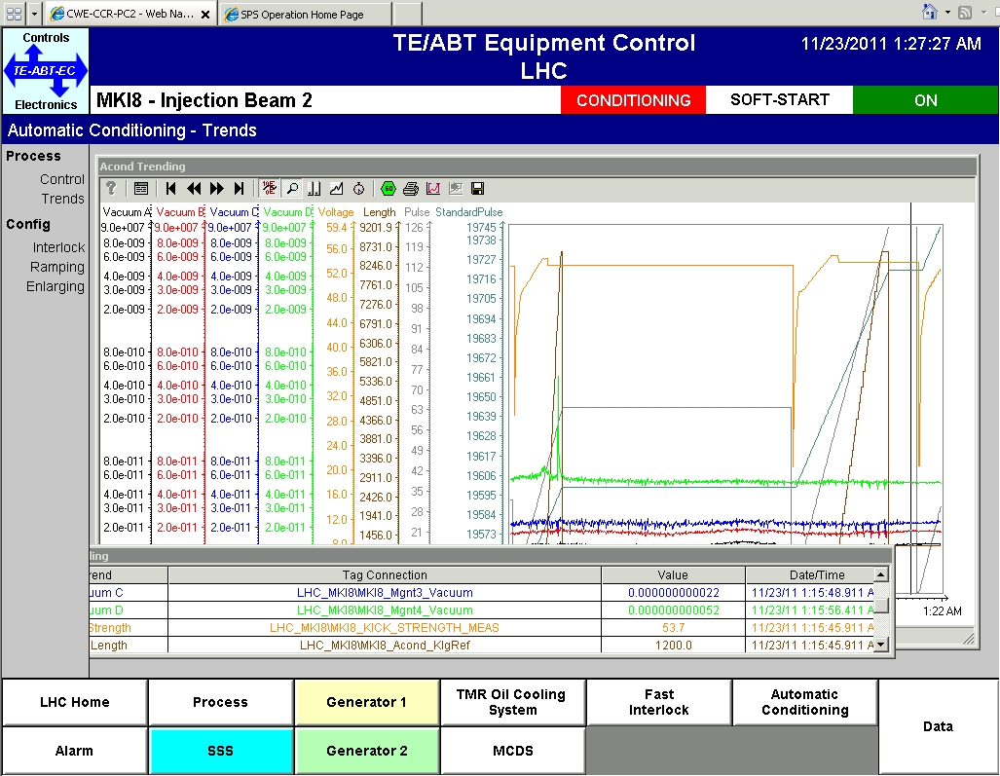 CWE-CCR-PC2 - Web Na... SPS Operation Home Page
Controls
TE-ABT-EC
Electronics
TE/ABT Equipment Control
LHC
11/23/2011 1:27:27 AM
MKI8 - Injection Beam 2 CONDITIONING SOFT-START ON
Automatic Conditioning - Trends
Process
Control
Trends
Config
Interlock
Ramping
Enlarging
Acond Trending
Vacuum A Vacuum B Vacuum C Vacuum D Voltage Length Pulse StandardPulse
9.0e+007 9.0e+007 9.0e+007 9.0e+007 59.4 9201.9 126 19745
19738
8.0e-009 8.0e-009 8.0e-009 8.0e-009 56.0 8731.0 119
6.0e-009 6.0e-009 6.0e-009 6.0e-009 52.0 8246.0 112 19727
4.0e-009 4.0e-009 4.0e-009 4.0e-009 7761.0 105 19716
3.0e-009 3.0e-009 3.0e-009 3.0e-009 48.0 7276.0 98 19705
2.0e-009 2.0e-009 2.0e-009 2.0e-009 44.0 6791.0 91 19694
8.0e-010 8.0e-010 8.0e-010 8.0e-010 40.0 6306.0 84 19683
6.0e-010 6.0e-010 6.0e-010 6.0e-010 36.0 5821.0 77 19672
4.0e-010 4.0e-010 4.0e-010 4.0e-010 5336.0 70 19661
3.0e-010 3.0e-010 3.0e-010 3.0e-010 32.0 4851.0 63 19650
2.0e-010 2.0e-010 2.0e-010 2.0e-010 28.0 4366.0 56 19639
24.0 3881.0 49 19628
8.0e-011 8.0e-011 8.0e-011 8.0e-011 20.0 3396.0 42 19617
6.0e-011 6.0e-011 6.0e-011 6.0e-011 2911.0 35 19606
4.0e-011 4.0e-011 4.0e-011 4.0e-011 16.0 2426.0 28 19595
3.0e-011 3.0e-011 3.0e-011 3.0e-011 12.0 1941.0 21 19584
2.0e-011 2.0e-011 2.0e-011 2.0e-011 1456.0 19573
1:22 AM
ding
rend Tag Connection Value Date/Time
uum C LHC_MKI8\MKI8_Mgnt3_Vacuum 0.000000000022 11/23/11 1:15:48.911 A
uum D LHC_MKI8\MKI8_Mgnt4_Vacuum 0.000000000052 11/23/11 1:15:56.411 A
Strength LHC_MKI8\MKI8_KICK_STRENGTH_MEAS 53.7 11/23/11 1:15:45.911 A
Length LHC_MKI8\MKI8_Acond_KlgRef 1200.0 11/23/11 1:15:45.911 A
LHC Home Process Generator 1 TMR Oil Cooling System Fast Interlock Automatic Conditioning Data
Alarm SSS Generator 2 MCDS